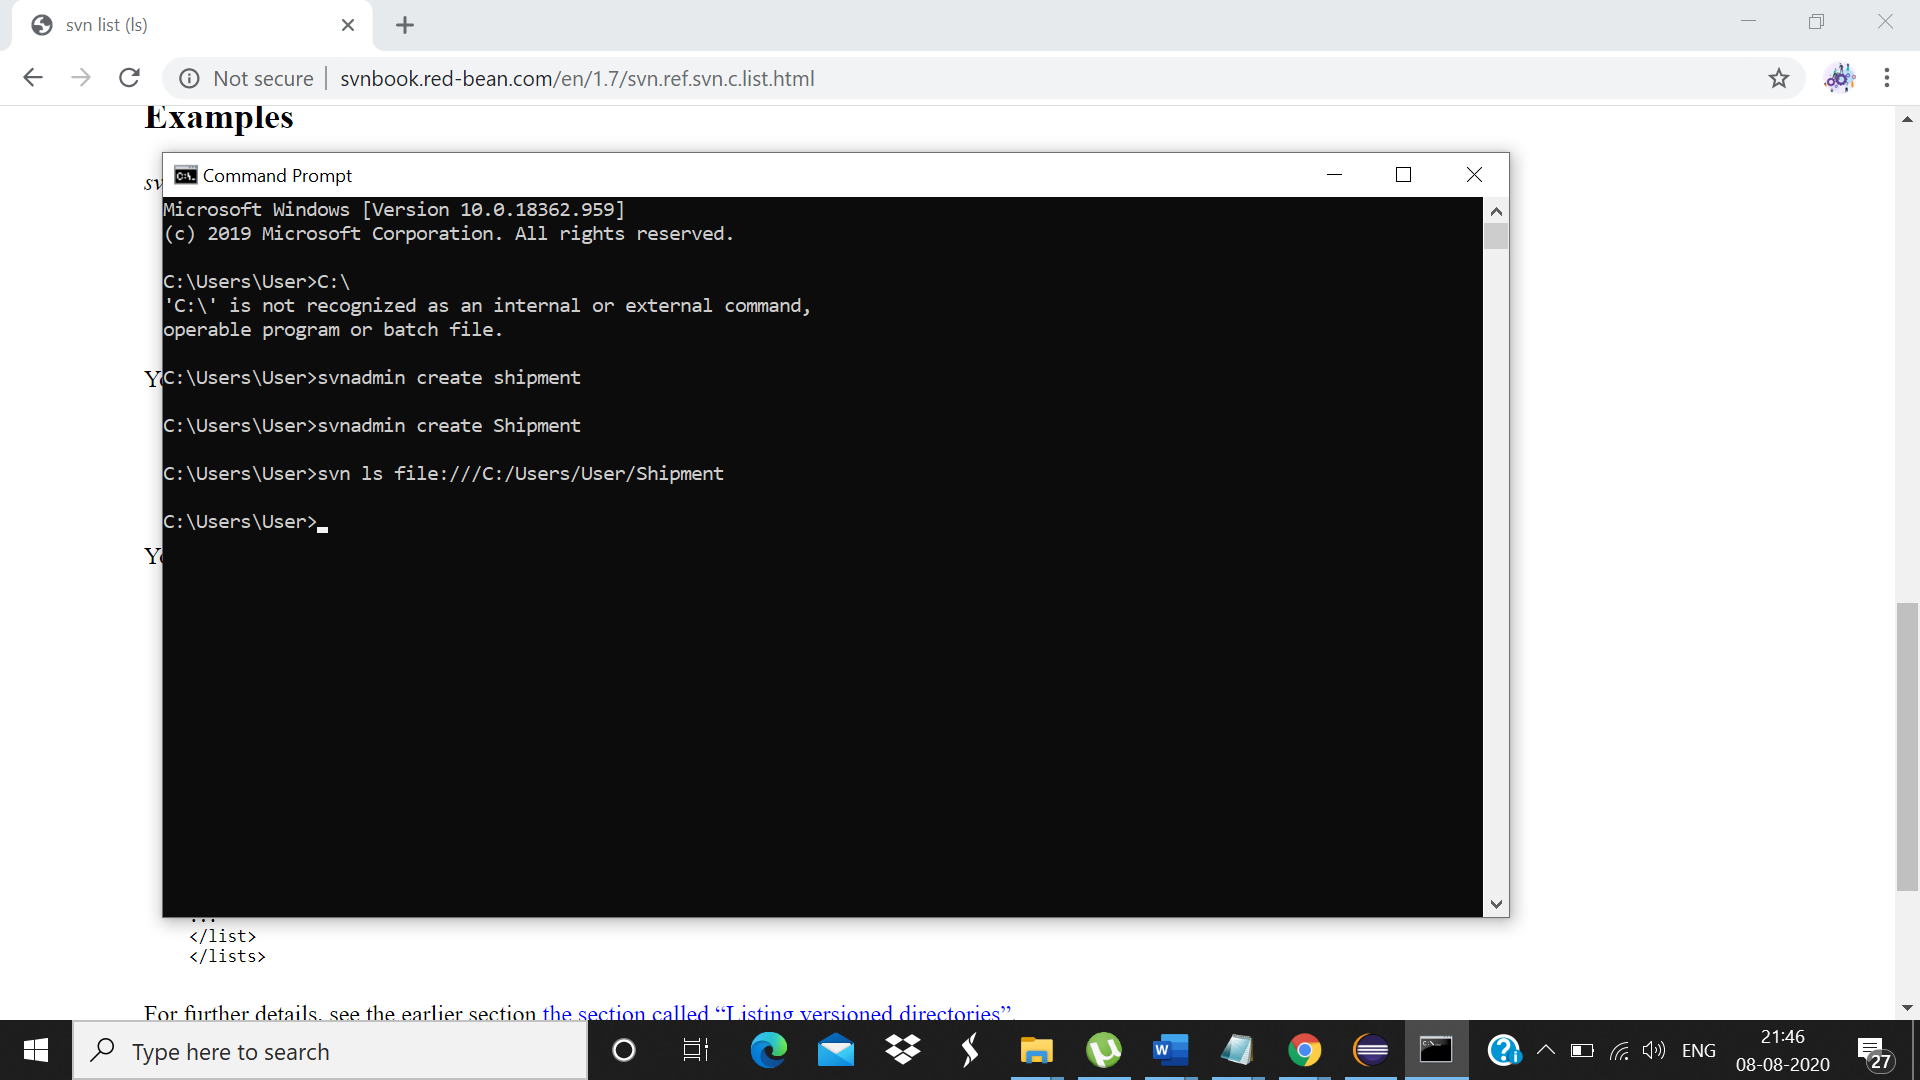 svn list (ls)
Not secure
svnbook.red-bean.com/en/1.7/svn.ref.svn.c.list.html
Examples
Command Prompt
Microsoft Windows [Version 10.0.18362.959]
(c) 2019 Microsoft Corporation. All rights reserved.
C:\Users\User>C:\
'C:\' is not recognized as an internal or external command,
operable program or batch file.
C:\Users\User>svnadmin create shipment
C:\Users\User>svnadmin create Shipment
C:\Users\User>svn ls file:///C:/Users/User/Shipment
C:\Users\User>
...
</list>
</lists>
For further details, see the earlier section the section called “Listing versioned directories”.
Type here to search
ENG
21:46
08-08-2020
27